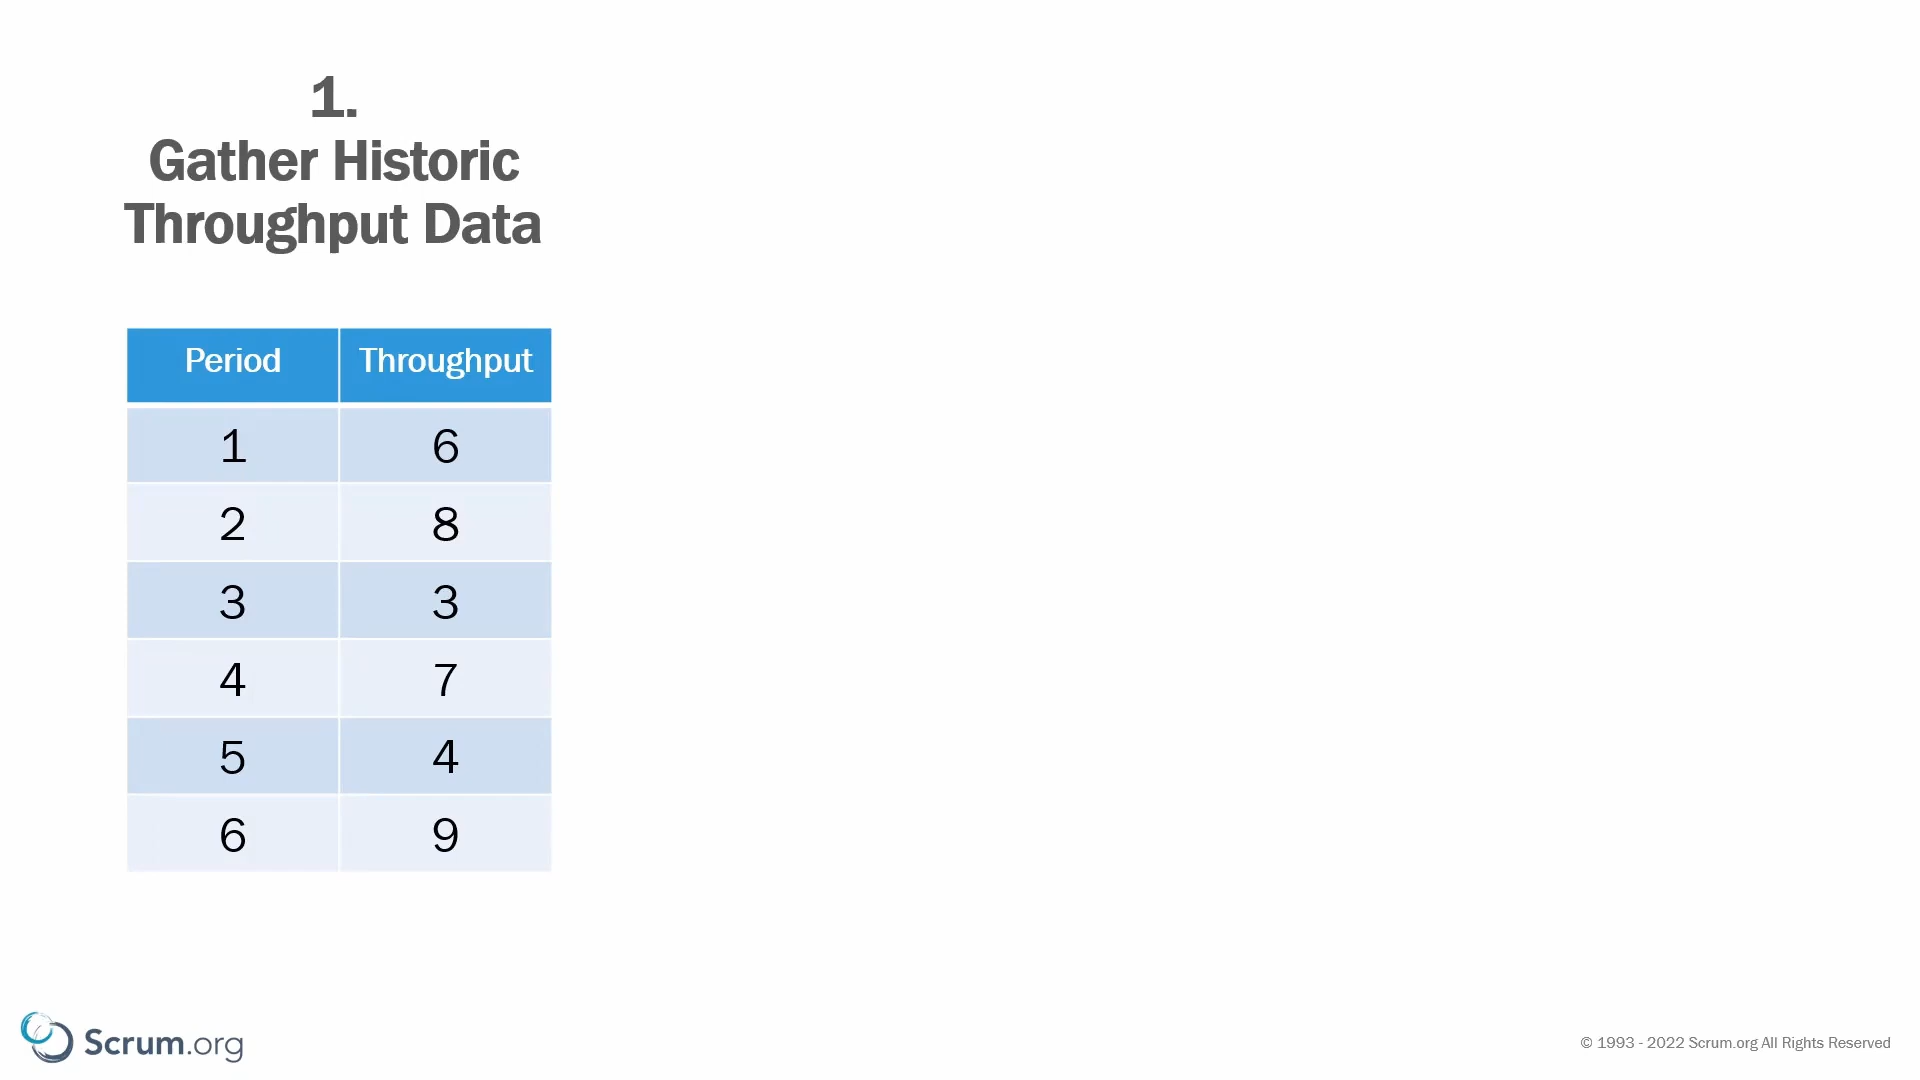 1.
Gather Historic
Throughput Data
Period Throughput
1 6
2 8
3 3
4 7
5 4
6 9
Scrum.org
© 1993 - 2022 Scrum.org All Rights Reserved